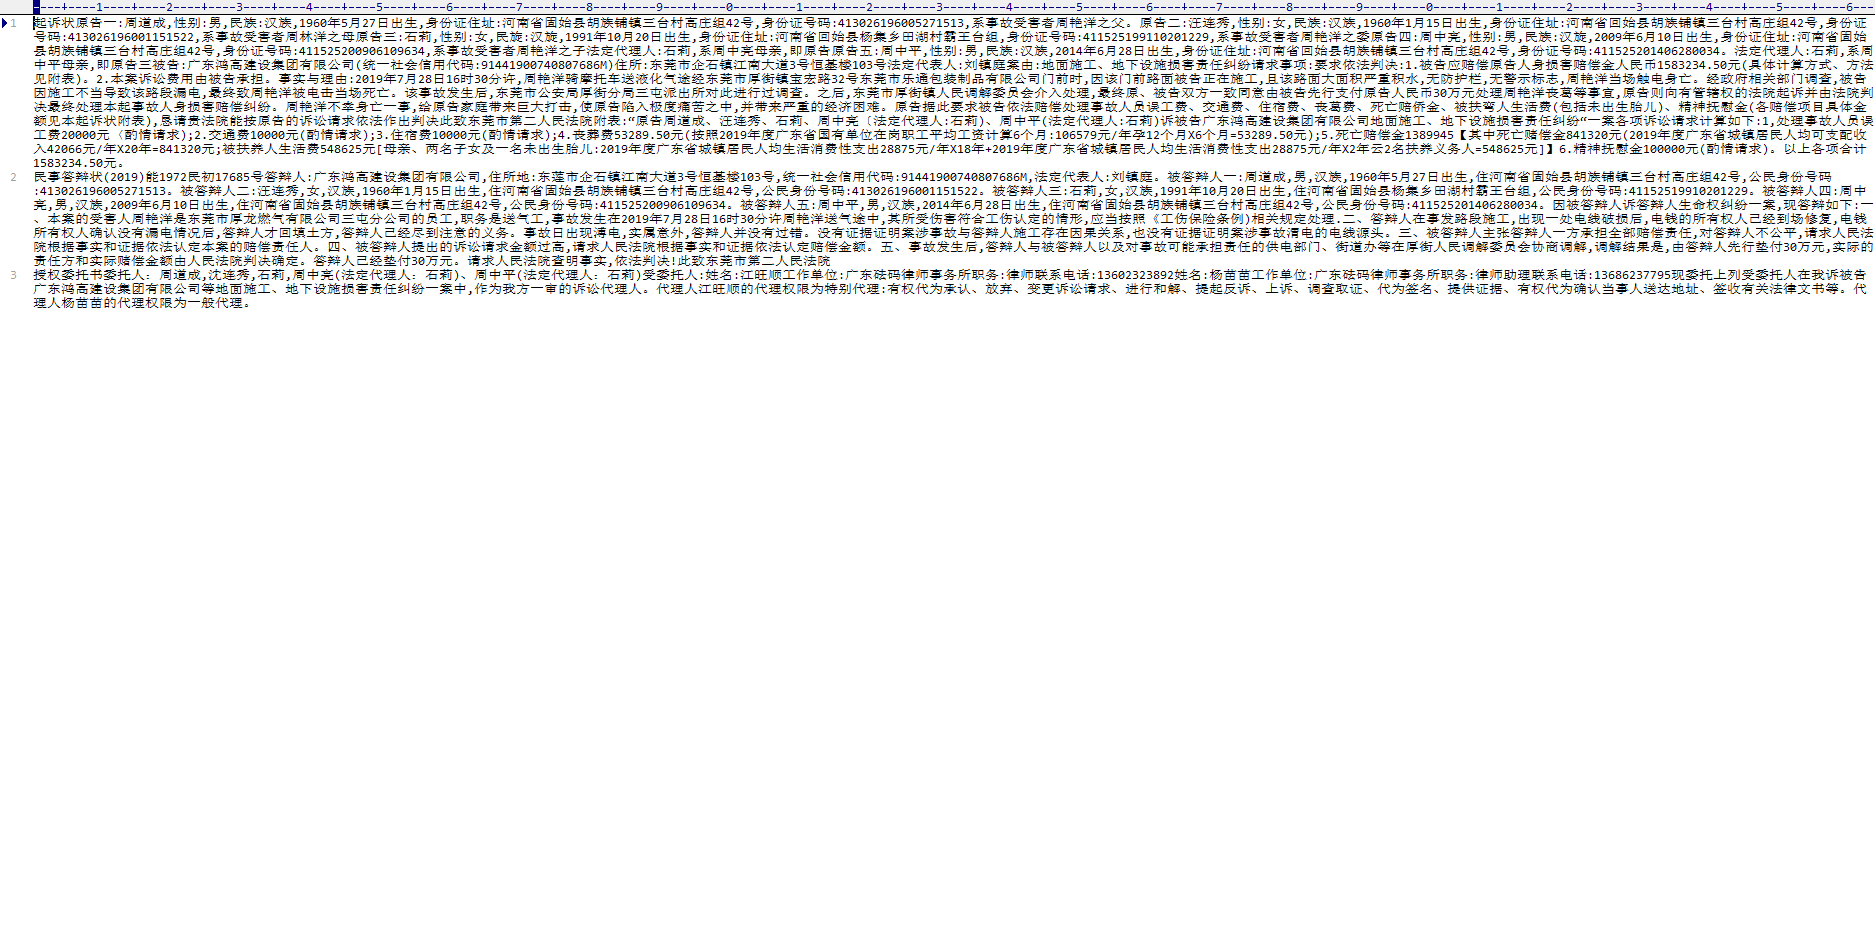 ----+----1----+----2----+----3----+----4----+----5----+----6----+----7----+----8----+----9----+----0----+----1----+----2----+----3----+----4----+----5----+----6----+----7----+----8----+----9----+----0----+----1----+----2----+----3----+----4----+----5----+----6--
1 起诉状原告一:周道成,性别:男,民族:汉族,1960年5月27日出生,身份证住址:河南省固始县胡族铺镇三台村高庄组42号,身份证号码:413026196005271513,系事故受害者周艳洋之父。原告二:汪连秀,性别:女,民族:汉族,1960年1月15日出生,身份证住址:河南省回始县胡族铺镇三台村高庄组42号,身份证
号码:413026196001151522,系事故受害者周林洋之母原告三:石莉,性别:女,民族:汉旋,1991年10月20日出生,身份证住址:河南省回始县杨集乡田湖村霸王台组,身份证号码:411525199110201229,系事故受害者周艳洋之委原告四:周中亮,性别:男,民族:汉旋,2009年6月10日出生,身份证住址:河南省固始
县胡族辅镇三台村高庄组42号,身份证号码:411525200906109634,系事故受害者周艳洋之子法定代理人:石莉,系周中亮母亲,即原告原告五:周中平,性别:男,民族:汉族,2014年6月28日出生,身份证住址:河南省回始县胡族铺镇三台村高庄组42号,身份证号码:411525201406280034。法定代理人:石莉,系周
中平母亲,即原告三被告:广东鸿高建设集团有限公司(统一社会信用代码:91441900740807686M)住所:东莞市企石镇江南大道3号恒基楼103号法定代表人:刘镇庭案由:地面施工、地下设施损害责任纠纷请求事项:要求依法判决:1.被告应赔偿原告人身损害赔偿金人民币1583234.50元(具体计算方式、方法
见附表)。2.本案诉讼费用由被告承担。事实与理由:2019年7月28日16时30分许,周艳洋骑摩托车送液化气途经东莞市厚街镇宝宏路32号东莞市乐通包装制品有限公司门前时,因该门前路面被告正在施工,且该路面大面积严重积水,无防护栏,无警示标志,周艳洋当场触电身亡。经政府相关部门调查,被告
因施工不当导致该路段漏电,最终致周艳洋被电击当场死亡。该事故发生后,东莞市公安局厚街分局三屯派出所对此进行过调查。之后,东莞市厚街镇人民调解委员会介入处理,最终原、被告双方一致同意由被告先行支付原告人民币30万元处理周艳洋丧葛等事宣,原告则向有管辖权的法院起诉并由法院判
决最终处理本起事故人身损害赔偿纠纷。周艳洋不幸身亡一事,给原告家庭带来巨大打击,使原告陷入极度痛苦之中,并带来严重的经济困难。原告据此要求被告依法赔偿处理事故人员误工费、交通费、住宿费、丧葛费、死亡赔侨金、被扶弯人生活费(包括未出生胎儿)、精神抚慰金(各赔偿项目具体金
额见本起诉状附表),恳请贵法院能按原告的诉讼请求依法作出判决此致东莞市第二人民法院附表:“原告周道成、汪连秀、石莉、周中亮〔法定代理人:石莉)、周中平(法定代理人:石莉)诉被告广东鸿高建设集团有限公司地面施工、地下设施损害责任纠纷“一案各项诉讼请求计算如下:1,处理事故人员误
工费20000元〈酌情请求);2.交通费10000元(酌情请求);3.住宿费10000元(酌情请求);4.丧葬费53289.50元(按照2019年度广东省国有单位在岗职工平均工资计算6个月:106579元/年孕12个月X6个月=53289.50元);5.死亡赔偿金1389945【其中死亡赌偿金841320元(2019年度广东省城镇居民人均可支配收
入42066元/年X20年=841320元;被扶养人生活费548625元[母亲、两名子女及一名未出生胎儿:2019年度广东省城镇居民人均生活消费性支出28875元/年X18年+2019年度广东省城镇居民人均生活消费性支出28875元/年X2年云2名扶养义务人=548625元]】6.精神抚慰金100000元(酌情请求)。以上各项合计
1583234.50元。
2 民事答辩状(2019)能1972民初17685号答辩人:广东鸿高建设集团有限公司,住所地:东莲市企石镇江南大道3号恒基楼103号,统一社会信用代码:91441900740807686M,法定代表人:刘镇庭。被答辩人一:周道成,男,汉族,1960年5月27日出生,住河南省固始县胡族铺镇三台村高庄组42号,公民身份号码
:413026196005271513。被答辩人二:汪连秀,女,汉族,1960年1月15日出生,住河南省固始县胡族铺镇三台村高庄组42号,公民身份号码:413026196001151522。被答辩人三:石莉,女,汉族,1991年10月20日出生,住河南省固始县杨集乡田湖村霸王台组,公民身份号码:41152519910201229。被答辩人四:周中
亮,男,汉族,2009年6月10日出生,住河南省固始县胡族铺镇三台村高庄组42号,公民身份号码:411525200906109634。被答辩人五:周中平,男,汉族,2014年6月28日出生,住河南省固始县胡族铺镇三台村高庄组42号,公民身份号码:411525201406280034。因被答辩人诉答辩人生命权纠纷一案,现答辩如下:一
、本案的受害人周艳洋是东莞市厚龙燃气有限公司三屯分公司的员工,职务是送气工,事故发生在2019年7月28日16时30分许周艳洋送气途中,其所受伤害符合工伤认定的情形,应当按照《工伤保险条例)相关规定处理.二、答辩人在事发路段施工,出现一处电线破损后,电钱的所有权人已经到场修复,电钱
所有权人确认没有漏电情况后,答辩人才回填土方,答辩人已经尽到注意的义务。事故日出现溥电,实属意外,答辩人并没有过错。没有证据证明案涉事故与答辩人施工存在因果关系,也没有证据证明案涉事故渭电的电线源头。三、被答辩人主张答辩人一方承担全部赔偿责任,对答辩人不公平,请求人民法
院根据事实和证据依法认定本案的赔偿责任人。四、被答辩人提出的诉讼请求金额过高,请求人民法院根据事实和证据依法认定赔偿金额。五、事故发生后,答辩人与被答辩人以及对事故可能承担责任的供电部门、街道办等在厚街人民调解委员会协商调解,调解结果是,由答辩人先行垫付30万元,实际的
责任方和实际赔偿金额由人民法院判决确定。答辩人已经垫付30万元。请求人民法院查明事实,依法判决!此致东莞市第二人民法院
3 授权委托书委托人: 周道成,沈连秀,石莉,周中亮(法定代理人: 石莉)、周中平(法定代理人: 石莉)受委托人:姓名:江旺顺工作单位:广东砝码律师事务所职务:律师联系电话:13602323892姓名:杨苗苗工作单位:广东砝码律师事务所职务:律师助理联系电话:13686237795现委托上列受委托人在我诉被告
广东鸿高建设集团有限公司等地面施工、地下设施损害责任纠纷一案中,作为我方一审的诉讼代理人。代理人江旺顺的代理权限为特别代理:有权代为承认、放弃、变更诉讼请求、进行和解、提起反诉、上诉、调查取证、代为签名、提供证据、有权代为确认当事人送达地址、签收有关法律文书等。代
理人杨苗苗的代理权限为一般代理。